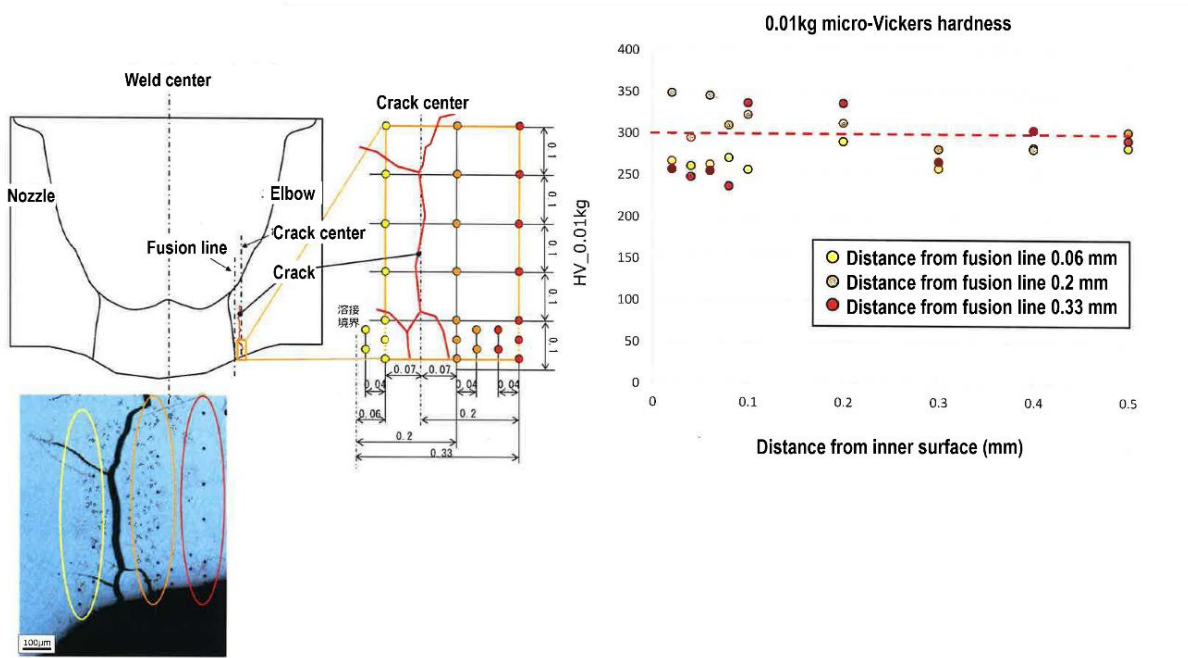 Weld center
Nozzle
Elbow
Fusion line
Crack center
Crack
100μm
Crack center
0.1
0.1
0.1
0.1
0.1
溶接
境界
0.04
0.07
0.07
0.04
0.04
0.06
0.2
0.2
0.33
0.01kg micro-Vickers hardness
HV_0.01kg
400
350
300
250
200
150
100
50
0
0
0.1
0.2
0.3
0.4
0.5
Distance from fusion line 0.06 mm
Distance from fusion line 0.2 mm
Distance from fusion line 0.33 mm
Distance from inner surface (mm)